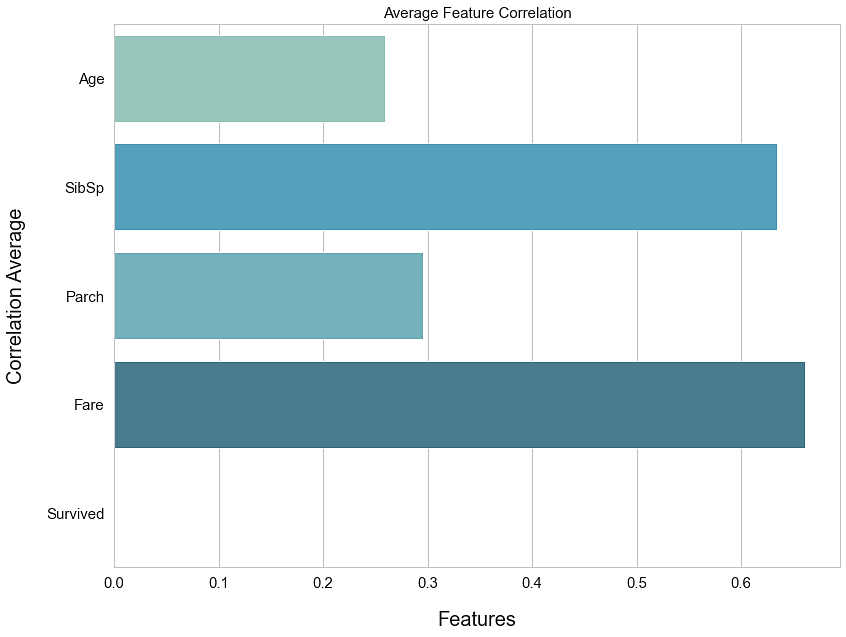 Average Feature Correlation
Correlation Average
Age
SibSp
Parch
Fare
Survived
0.0 0.1 0.2 0.3 0.4 0.5 0.6
Features